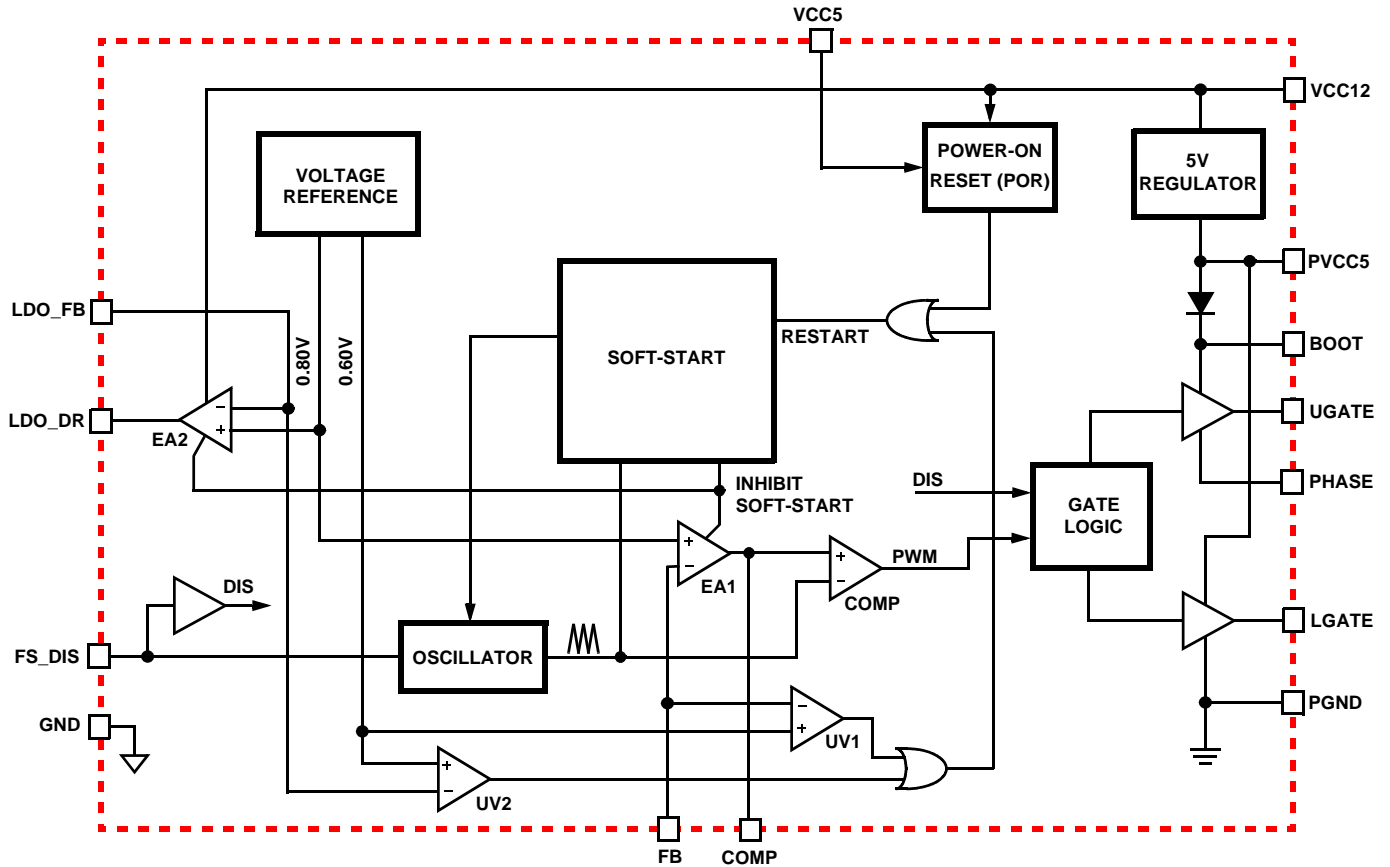 VCC5
VCC12
POWER-ON
RESET (POR)
5V
REGULATOR
VOLTAGE
REFERENCE
PVCC5
LDO_FB
0.80V
0.60V
SOFT-START
RESTART
BOOT
LDO_DR
-
+
EA2
UGATE
INHIBIT
SOFT-START
DIS
PHASE
GATE
LOGIC
+
-
EA1
+
-
COMP
PWM
DIS
LGATE
FS_DIS
OSCILLATOR
GND
-
+
UV1
PGND
+
-
UV2
FB
COMP